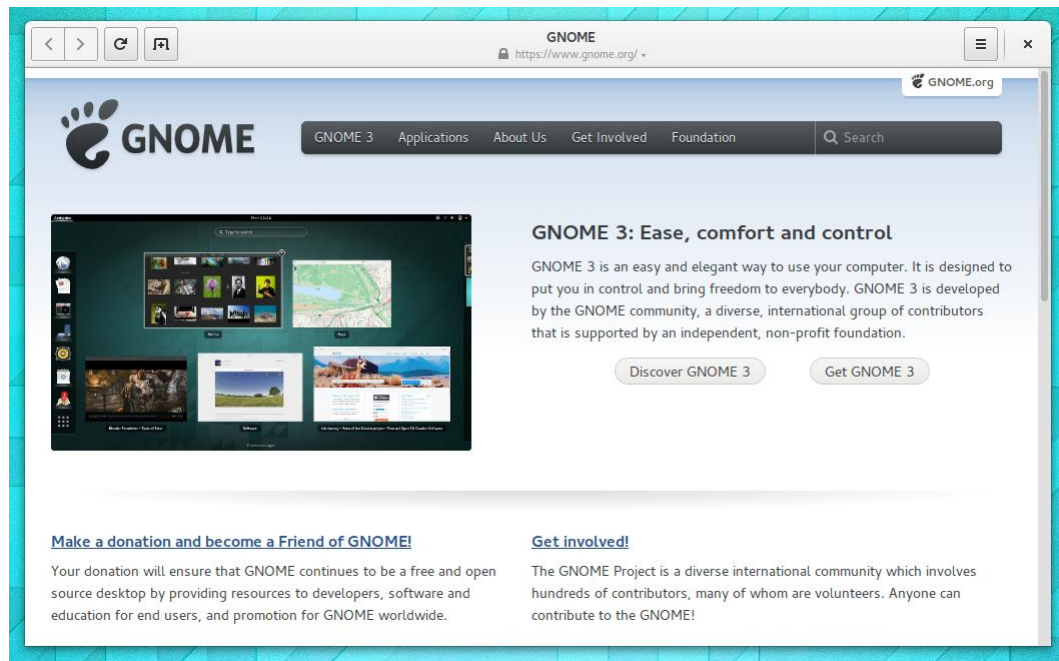 GNOME
https://www.gnome.org/
GNOME.org
GNOME
GNOME 3 Applications About Us Get Involved Foundation Search
Activities
Type to search
GNOME 3: Ease, comfort and control
GNOME 3 is an easy and elegant way to use your computer. It is designed to
put you in control and bring freedom to everybody. GNOME 3 is developed
by the GNOME community, a diverse, international group of contributors
that is supported by an independent, non-profit foundation.
Discover GNOME 3 Get GNOME 3
Software
Make a donation and become a Friend of GNOME!
Your donation will ensure that GNOME continues to be a free and open
source desktop by providing resources to developers, software and
education for end users, and promotion for GNOME worldwide.
Get involved!
The GNOME Project is a diverse international community which involves
hundreds of contributors, many of whom are volunteers. Anyone can
contribute to the GNOME!